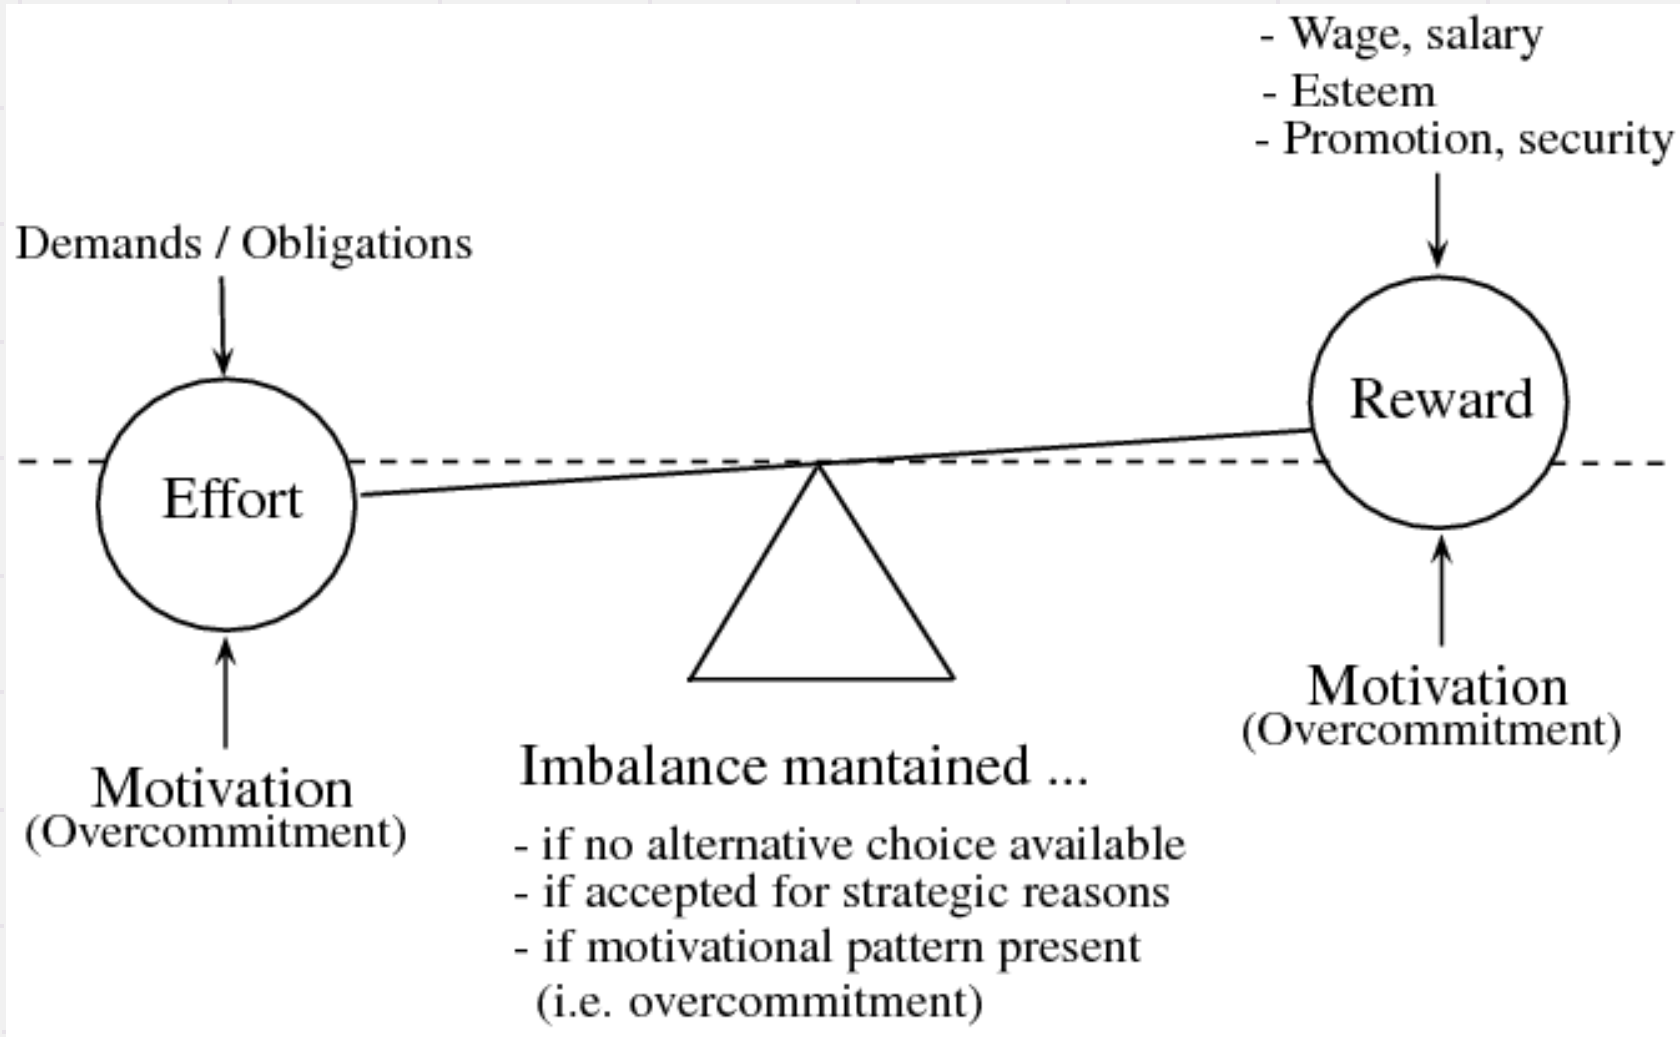 - Wage, salary
- Esteem
- Promotion, security
Demands / Obligations
Reward
Effort
Motivation
(Overcommitment)
Motivation
(Overcommitment)
Imbalance mantained ...
- if no alternative choice available
- if accepted for strategic reasons
- if motivational pattern present
(i.e. overcommitment)